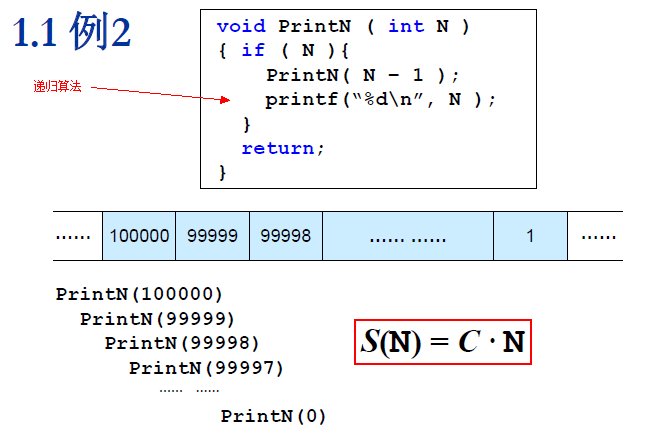 1.1 例2
void PrintN ( int N )
{ if ( N ){
PrintN( N - 1 );
printf(“%d\n”, N );
}
return;
}
递归算法
…… 100000 99999 99998 …… …… 1 ……
PrintN(100000)
PrintN(99999)
PrintN(99998)
PrintN(99997)
…… ……
PrintN(0)
S(N) = C · N